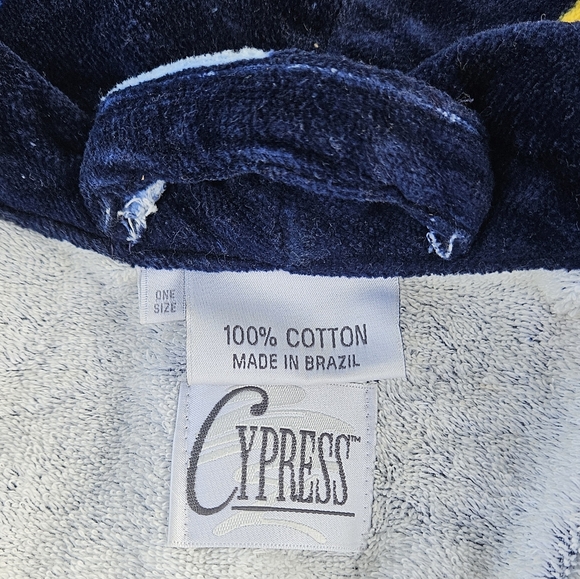 ONE
SIZE
100% COTTON
MADE IN BRAZIL
CYPRESS™